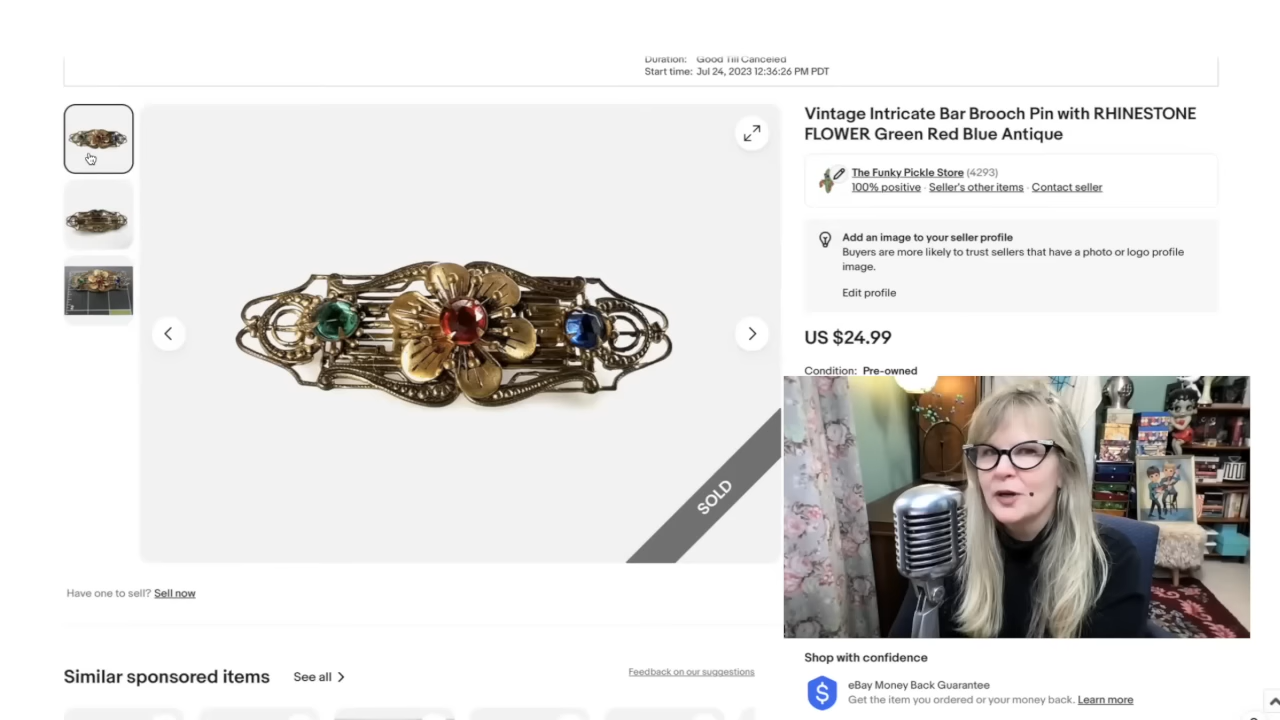 Duration: Good Till Canceled
Start time: Jul 24, 2023 12:36:26 PM PDT
Vintage Intricate Bar Brooch Pin with RHINESTONE
FLOWER Green Red Blue Antique
The Funky Pickle Store (4293)
100% positive · Seller's other items · Contact seller
Add an image to your seller profile
Buyers are more likely to trust sellers that have a photo or logo profile
image.
Edit profile
US $24.99
Condition: Pre-owned
SOLD
Have one to sell? Sell now
Similar sponsored items See all
Feedback on our suggestions
Shop with confidence
eBay Money Back Guarantee
Get the item you ordered or your money back. Learn more